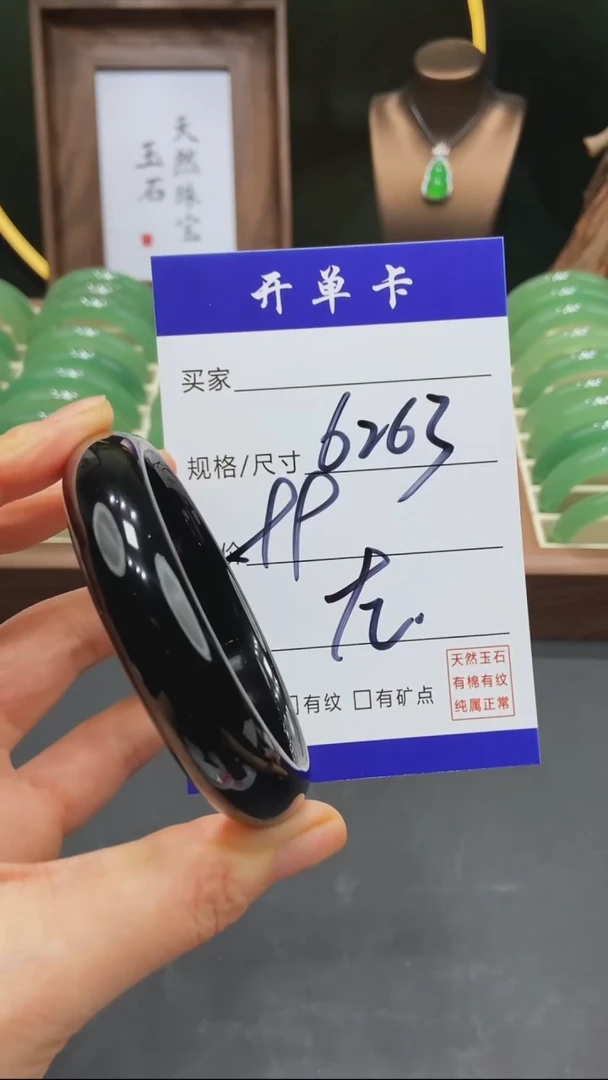 天然珠宝
玉石
开单卡
买家
规格/尺寸 6263
价
有纹 □有矿点
天然玉石
有棉有纹
纯属正常